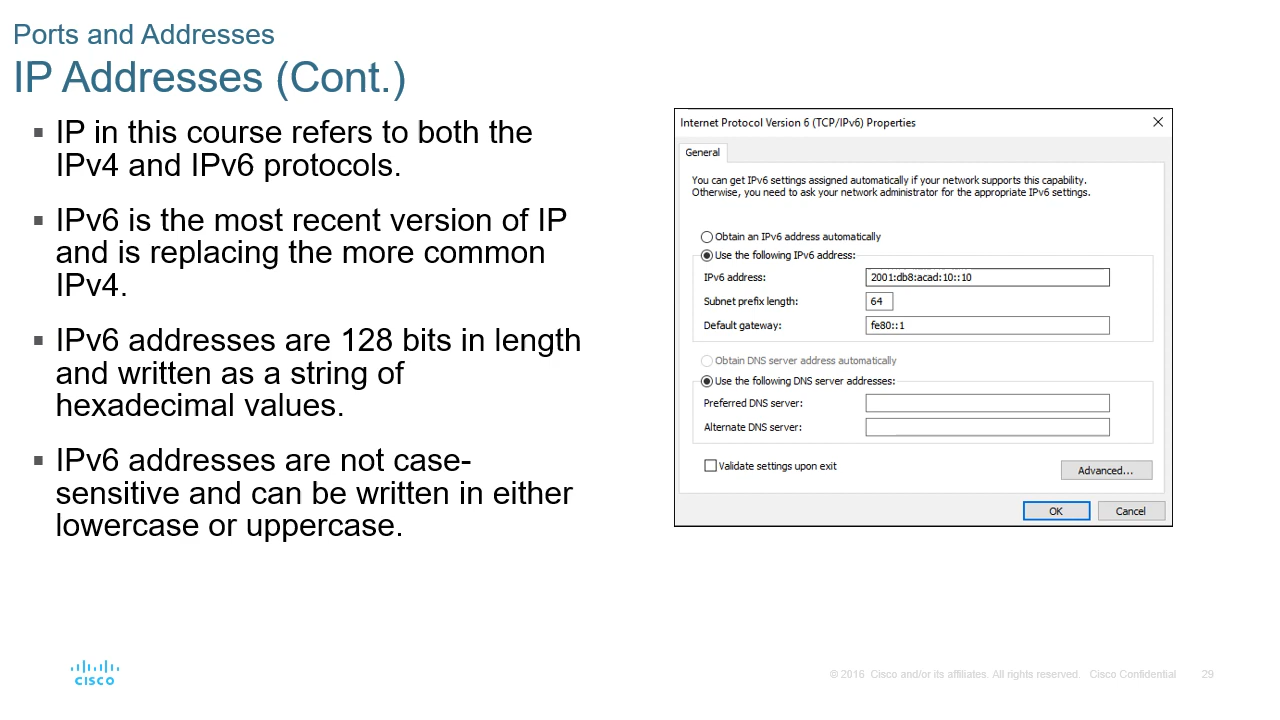 Ports and Addresses
IP Addresses (Cont.)
▪ IP in this course refers to both the
IPv4 and IPv6 protocols.
▪ IPv6 is the most recent version of IP
and is replacing the more common
IPv4.
▪ IPv6 addresses are 128 bits in length
and written as a string of
hexadecimal values.
▪ IPv6 addresses are not case-
sensitive and can be written in either
lowercase or uppercase.
Internet Protocol Version 6 (TCP/IPv6) Properties
General
You can get IPv6 settings assigned automatically if your network supports this capability.
Otherwise, you need to ask your network administrator for the appropriate IPv6 settings.
Obtain an IPv6 address automatically
Use the following IPv6 address:
IPv6 address: 2001:db8:acad:10::10
Subnet prefix length: 64
Default gateway: fe80::1
Obtain DNS server address automatically
Use the following DNS server addresses:
Preferred DNS server:
Alternate DNS server:
Validate settings upon exit
Advanced...
OK Cancel
CISCO
© 2016 Cisco and/or its affiliates. All rights reserved. Cisco Confidential 29